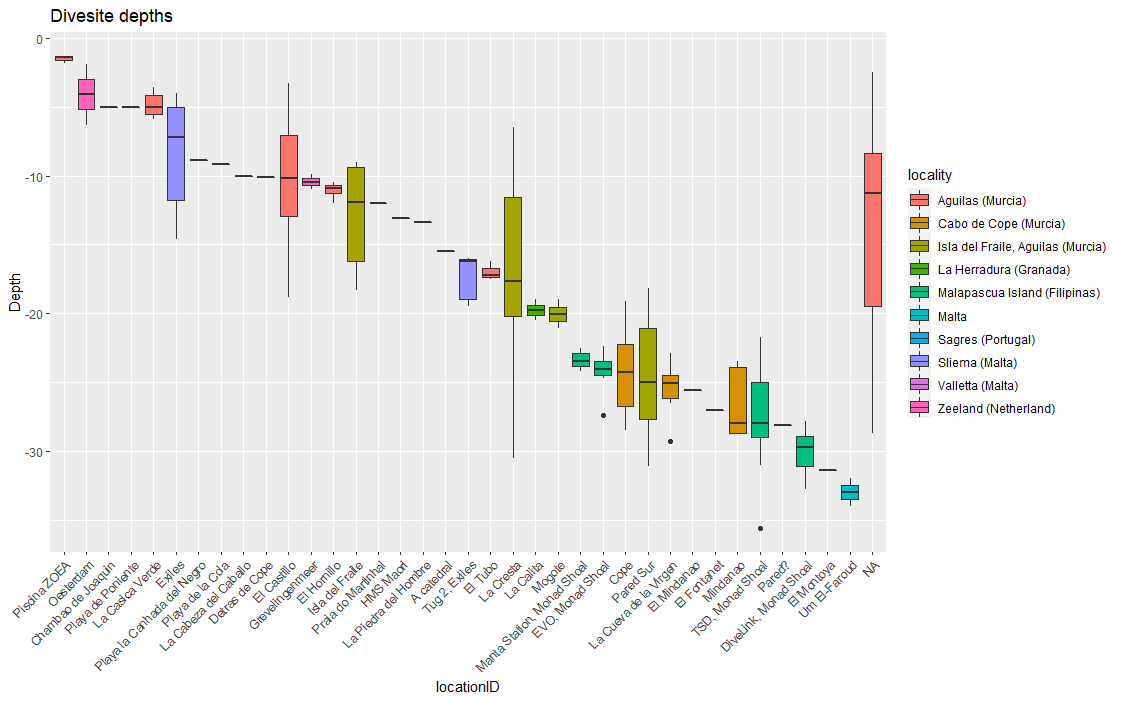 Divesite depths
0
-10
-20
-30
Depth
Piscina ZOEA
Oesterdam
Chambao de Joaquin
Playa de Poniente
La Casica Verde
Exiles
Playa la Canhada del Negro
Playa de la Cola
La Cabeza del Caballo
Detras de Cope
El Castillo
Grevelingenmeer
El Hornillo
Isla del Fraile
Praia do Martinhal
HMS Maori
La Piedra del Hombre
A catedral
Tug 2, Exiles
El Tubo
La Cresta
La Calita
Mogote
Manta Station, Monad Shoal
EVO, Monad Shoal
Cope
Pared Sur
La Cueva de la Virgen
El Mindanao
El Fontanet
Mindanao
TSD, Monad Shoal
Pared?
DiveLink, Monad Shoal
El Montoya
Um El-Faroud
NA
locationID
locality
Aguilas (Murcia)
Cabo de Cope (Murcia)
Isla del Fraile, Aguilas (Murcia)
La Herradura (Granada)
Malapascua Island (Filipinas)
Malta
Sagres (Portugal)
Sliema (Malta)
Valletta (Malta)
Zeeland (Netherland)